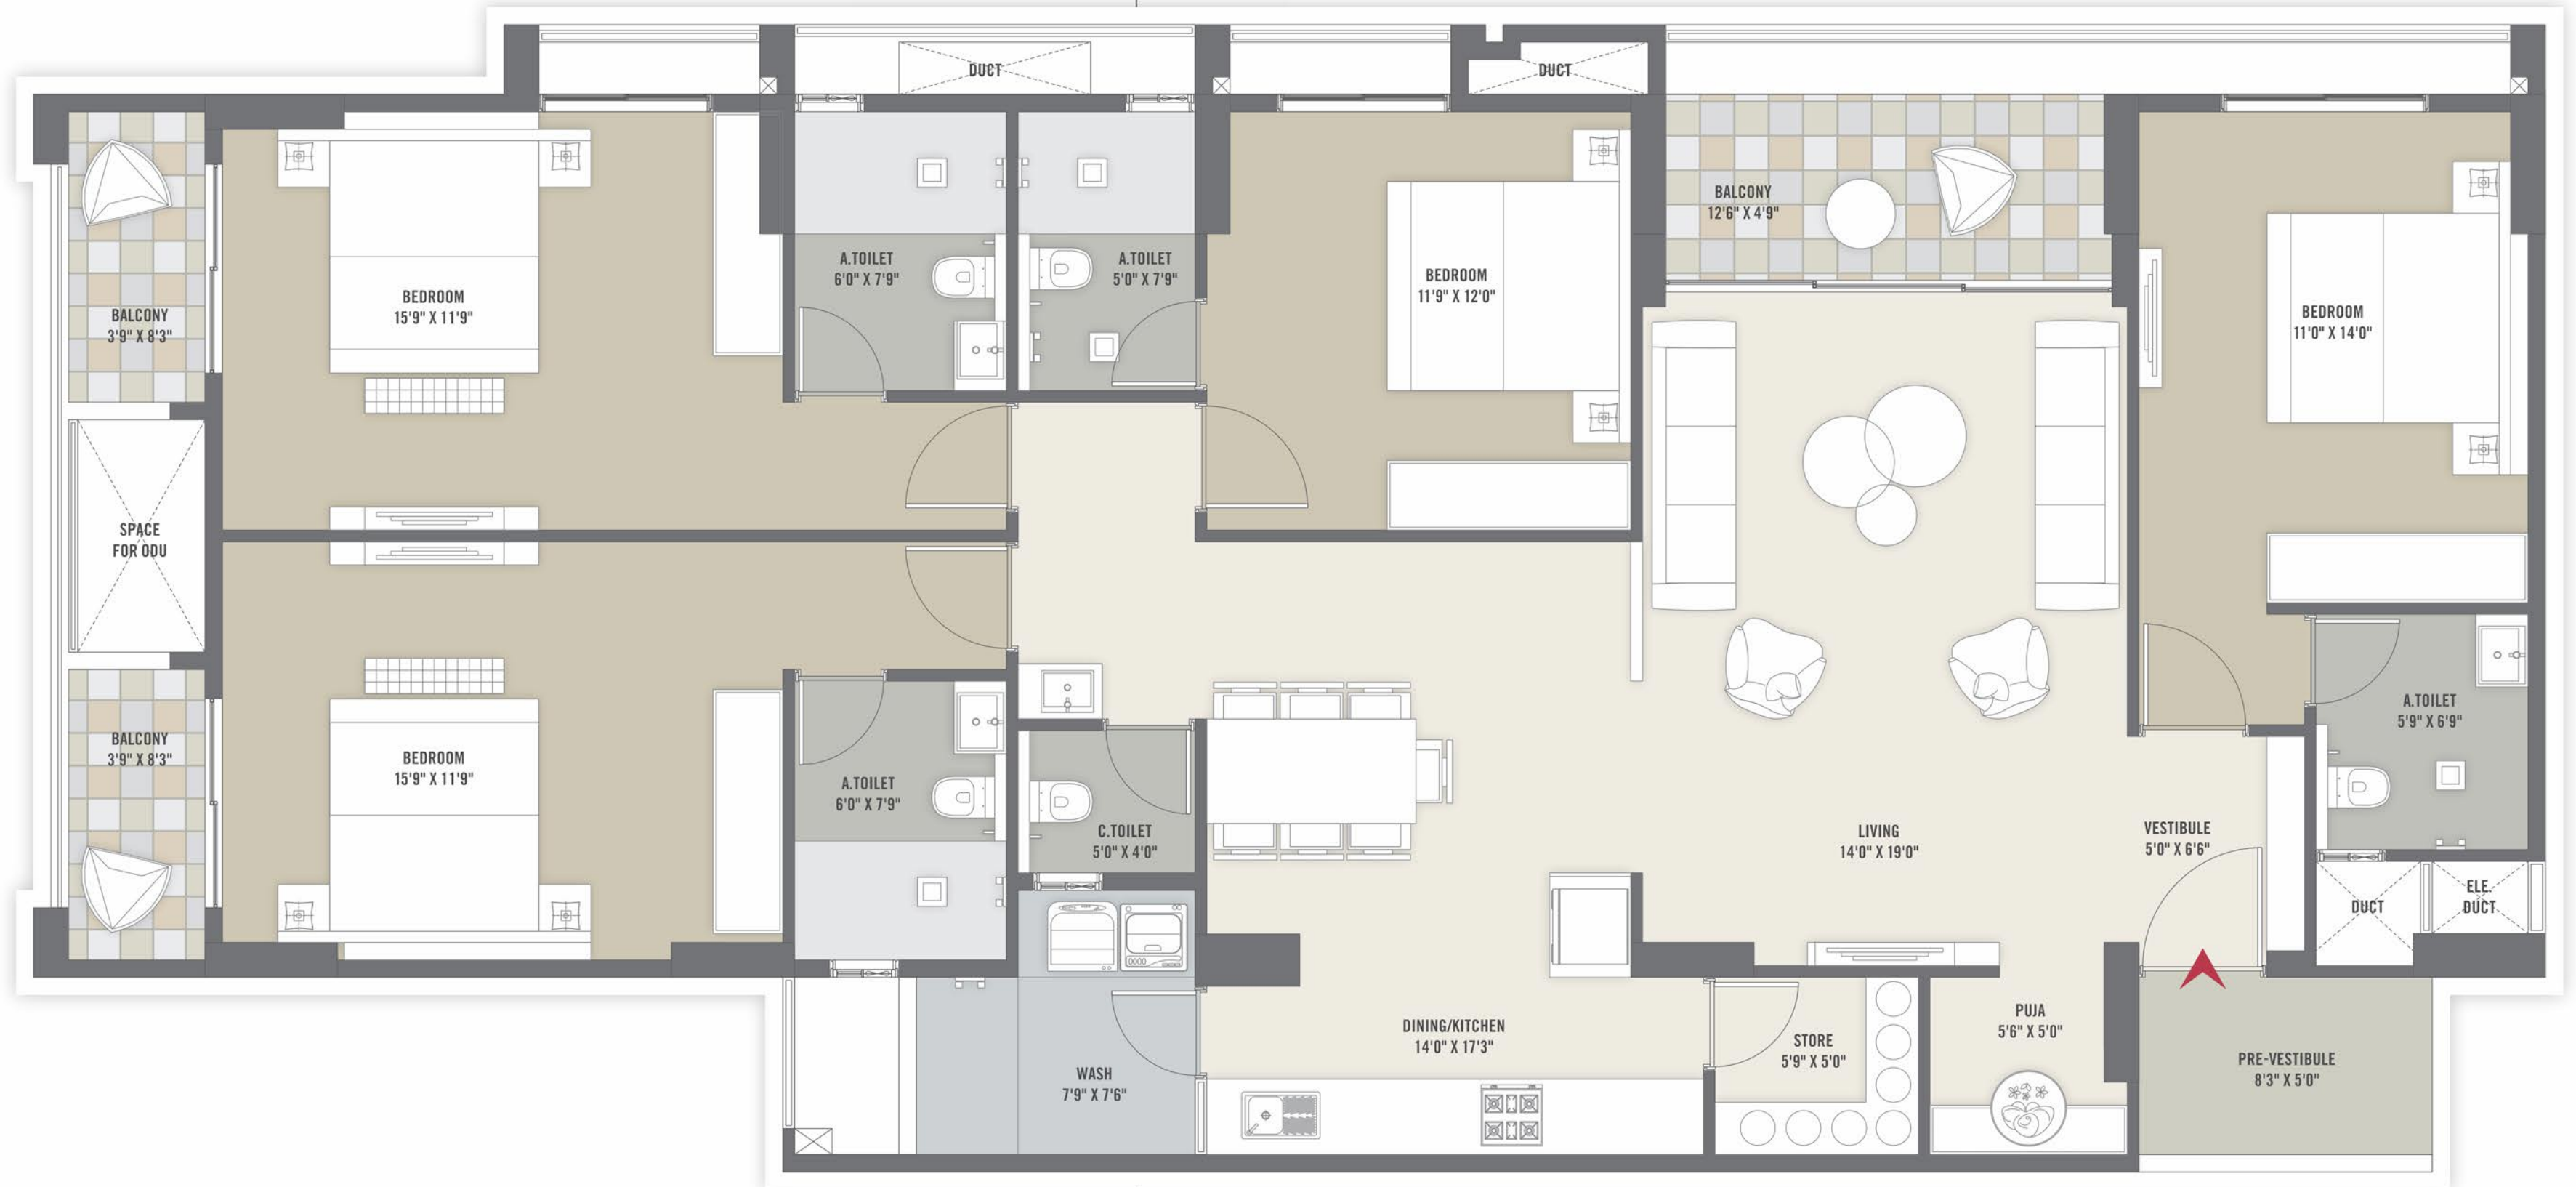 DUCT
DUCT
BALCONY
12'6" X 4'9"
A.TOILET
6'0" X 7'9"
A.TOILET
5'0" X 7'9"
BEDROOM
11'9" X 12'0"
BEDROOM
15'9" X 11'9"
BALCONY
3'9" X 8'3"
BEDROOM
11'0" X 14'0"
SPACE
FOR ODU
A.TOILET
5'9" X 6'9"
BALCONY
3'9" X 8'3"
BEDROOM
15'9" X 11'9"
A.TOILET
6'0" X 7'9"
C.TOILET
5'0" X 4'0"
LIVING
14'0" X 19'0"
VESTIBULE
5'0" X 6'6"
DUCT
ELE.
DUCT
DINING/KITCHEN
14'0" X 17'3"
STORE
5'9" X 5'0"
PUJA
5'6" X 5'0"
WASH
7'9" X 7'6"
PRE-VESTIBULE
8'3" X 5'0"